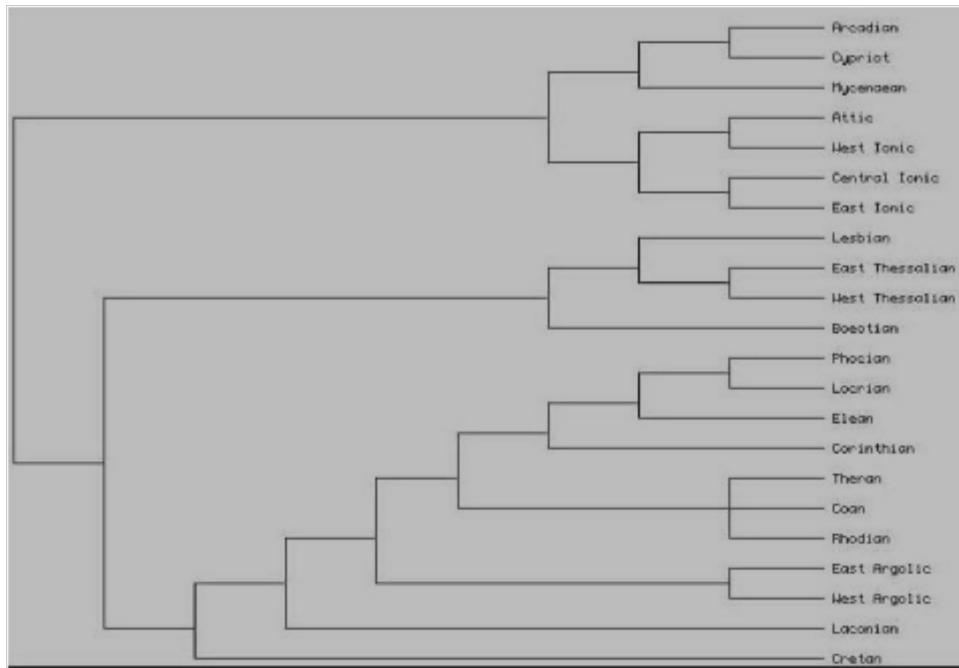 Arcadian
Cypriot
Mycenaean
Attic
West Ionic
Central Ionic
East Ionic
Lesbian
East Thessalian
West Thessalian
Boeotian
Phocian
Locrian
Elean
Corinthian
Theran
Coan
Rhodian
East Argolic
West Argolic
Laconian
Cretan